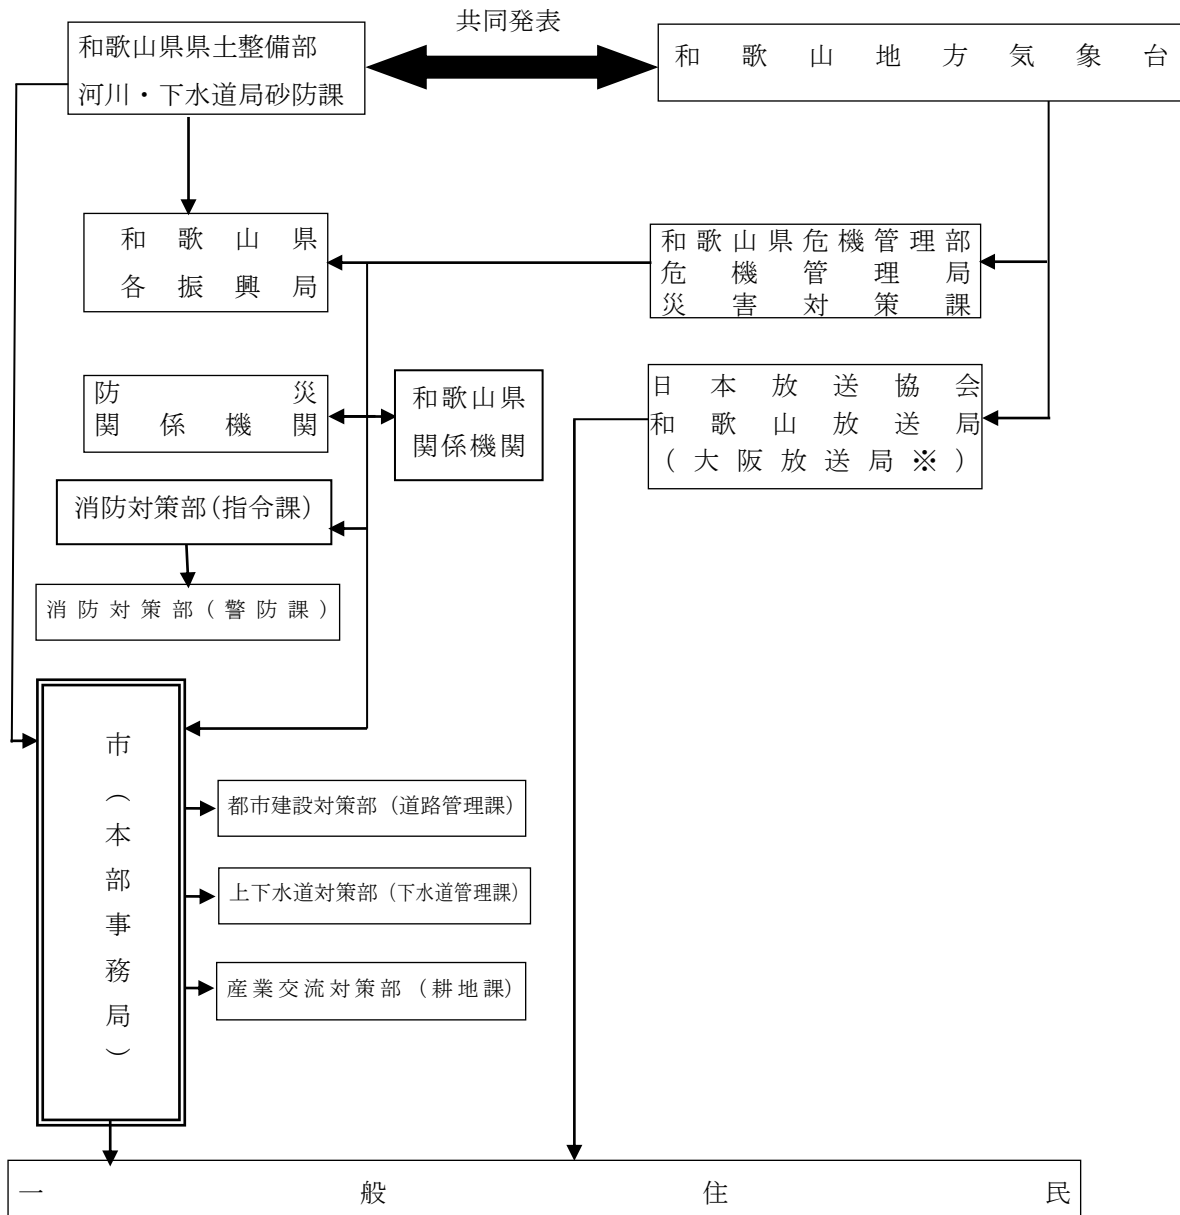 共同発表
和歌山県県土整備部
河川・下水道局砂防課
和歌山地方気象台
和歌山県
各振興局
和歌山県危機管理部
危機管理局
災害対策課
防災
関係機関
和歌山県
関係機関
日本放送協会
和歌山放送局
(大阪放送局※)
消防対策部(指令課)
消防対策部(警防課)
市(本部事務局)
都市建設対策部(道路管理課)
上下水道対策部(下水道管理課)
産業交流対策部(耕地課)
一般住民